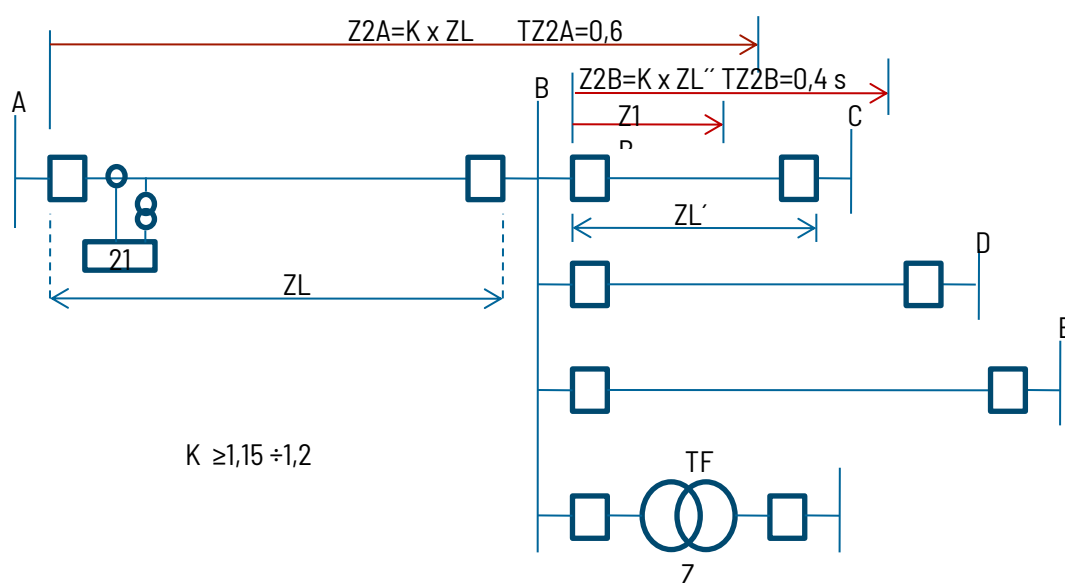 Z2A=K x ZL TZ2A=0,6
Z2B=K x ZL´´ TZ2B=0,4 s
A
B
Z1
C
ZL´
21
D
ZL
E
K ≥1,15 ÷1,2
TF